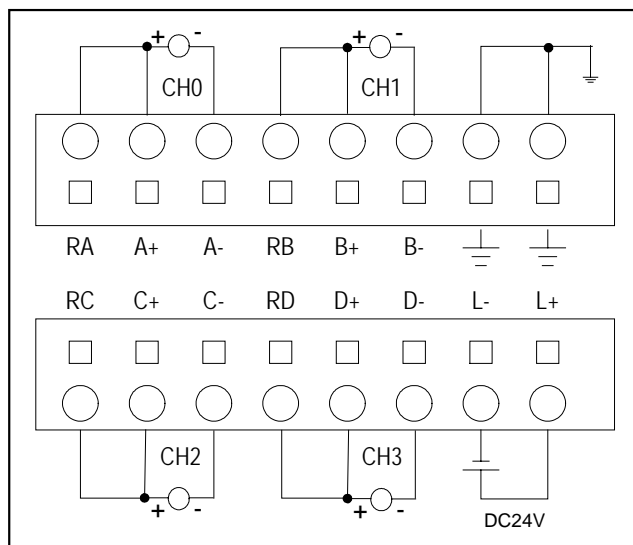 + - + -
CH0 CH1
RA A+ A- RB B+ B-
RC C+ C- RD D+ D- L- L+
CH2 CH3
+ - + -
DC24V